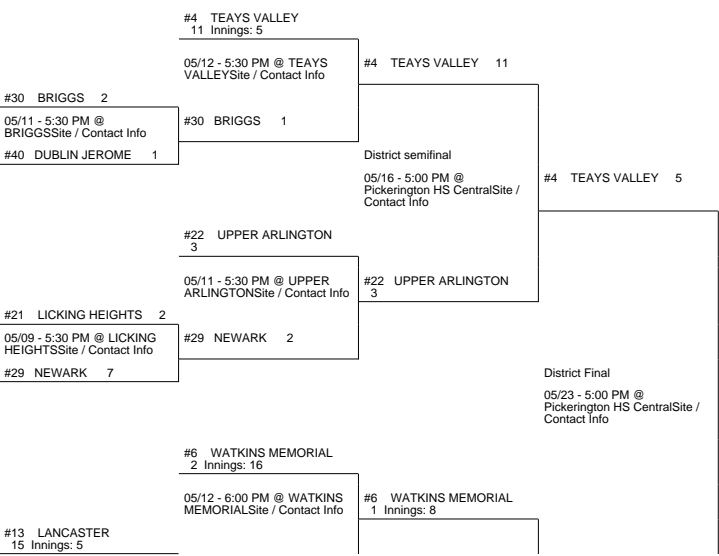 #4 TEAYS VALLEY
11 Innings: 5
05/12 - 5:30 PM @ TEAYS
VALLEYSite / Contact Info
#4 TEAYS VALLEY 11
#30 BRIGGS 2
05/11 - 5:30 PM @
BRIGGSSite / Contact Info
#30 BRIGGS 1
#40 DUBLIN JEROME 1
District semifinal
05/16 - 5:00 PM @
Pickerington HS CentralSite /
Contact Info
#4 TEAYS VALLEY 5
#22 UPPER ARLINGTON
3
05/11 - 5:30 PM @ UPPER
ARLINGTONSite / Contact Info
#22 UPPER ARLINGTON
3
#21 LICKING HEIGHTS 2
05/09 - 5:30 PM @ LICKING
HEIGHTSSite / Contact Info
#29 NEWARK 2
#29 NEWARK 7
District Final
05/23 - 5:00 PM @
Pickerington HS CentralSite /
Contact Info
#6 WATKINS MEMORIAL
2 Innings: 16
05/12 - 6:00 PM @ WATKINS
MEMORIALSite / Contact Info
#6 WATKINS MEMORIAL
1 Innings: 8
#13 LANCASTER
15 Innings: 5